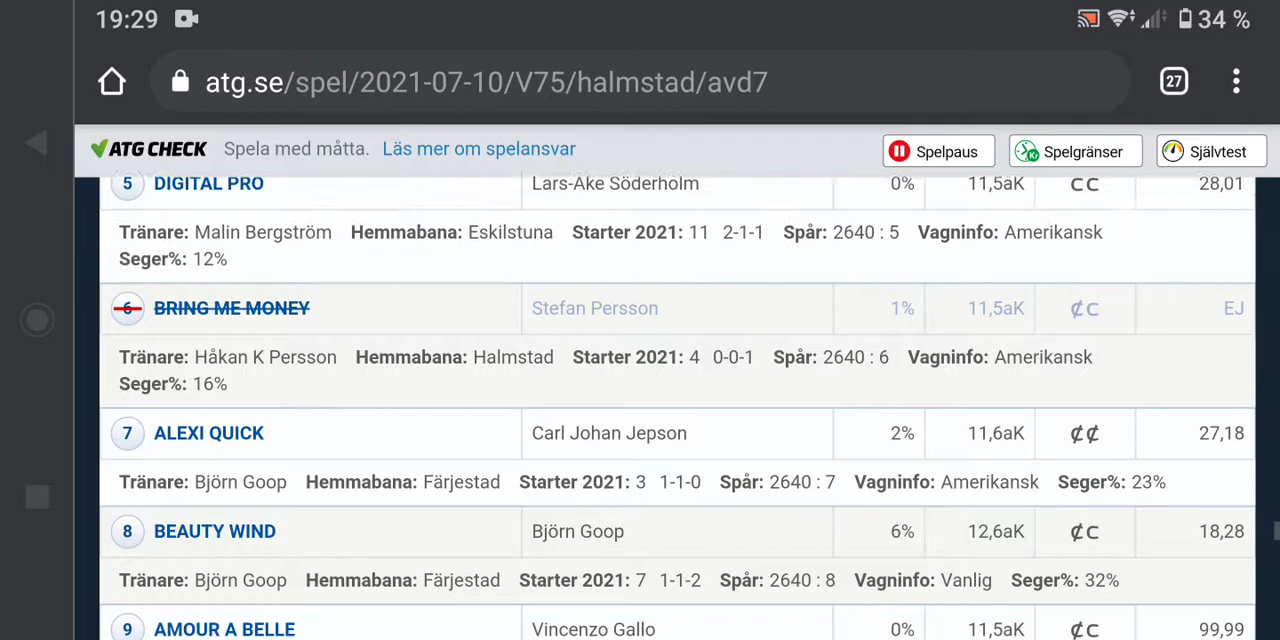 19:29 34 %
atg.se/spel/2021-07-10/V75/halmstad/avd7 27
ATG CHECK Spela med måtta. Läs mer om spelansvar Spelpaus Spelgränser Självtest
5 DIGITAL PRO Lars-Åke Söderholm 0% 11,5aK C C 28,01
Tränare: Malin Bergström Hemmabana: Eskilstuna Starter 2021: 11 2-1-1 Spår: 2640 : 5 Vagninfo: Amerikansk
Seger%: 12%
6 BRING ME MONEY Stefan Persson 1% 11,5aK ₵ C EJ
Tränare: Håkan K Persson Hemmabana: Halmstad Starter 2021: 4 0-0-1 Spår: 2640 : 6 Vagninfo: Amerikansk
Seger%: 16%
7 ALEXI QUICK Carl Johan Jepson 2% 11,6aK ₵ ₵ 27,18
Tränare: Björn Goop Hemmabana: Färjestad Starter 2021: 3 1-1-0 Spår: 2640 : 7 Vagninfo: Amerikansk Seger%: 23%
8 BEAUTY WIND Björn Goop 6% 12,6aK ₵ C 18,28
Tränare: Björn Goop Hemmabana: Färjestad Starter 2021: 7 1-1-2 Spår: 2640 : 8 Vagninfo: Vanlig Seger%: 32%
9 AMOUR A BELLE Vincenzo Gallo 0% 11,5aK C C 99,99